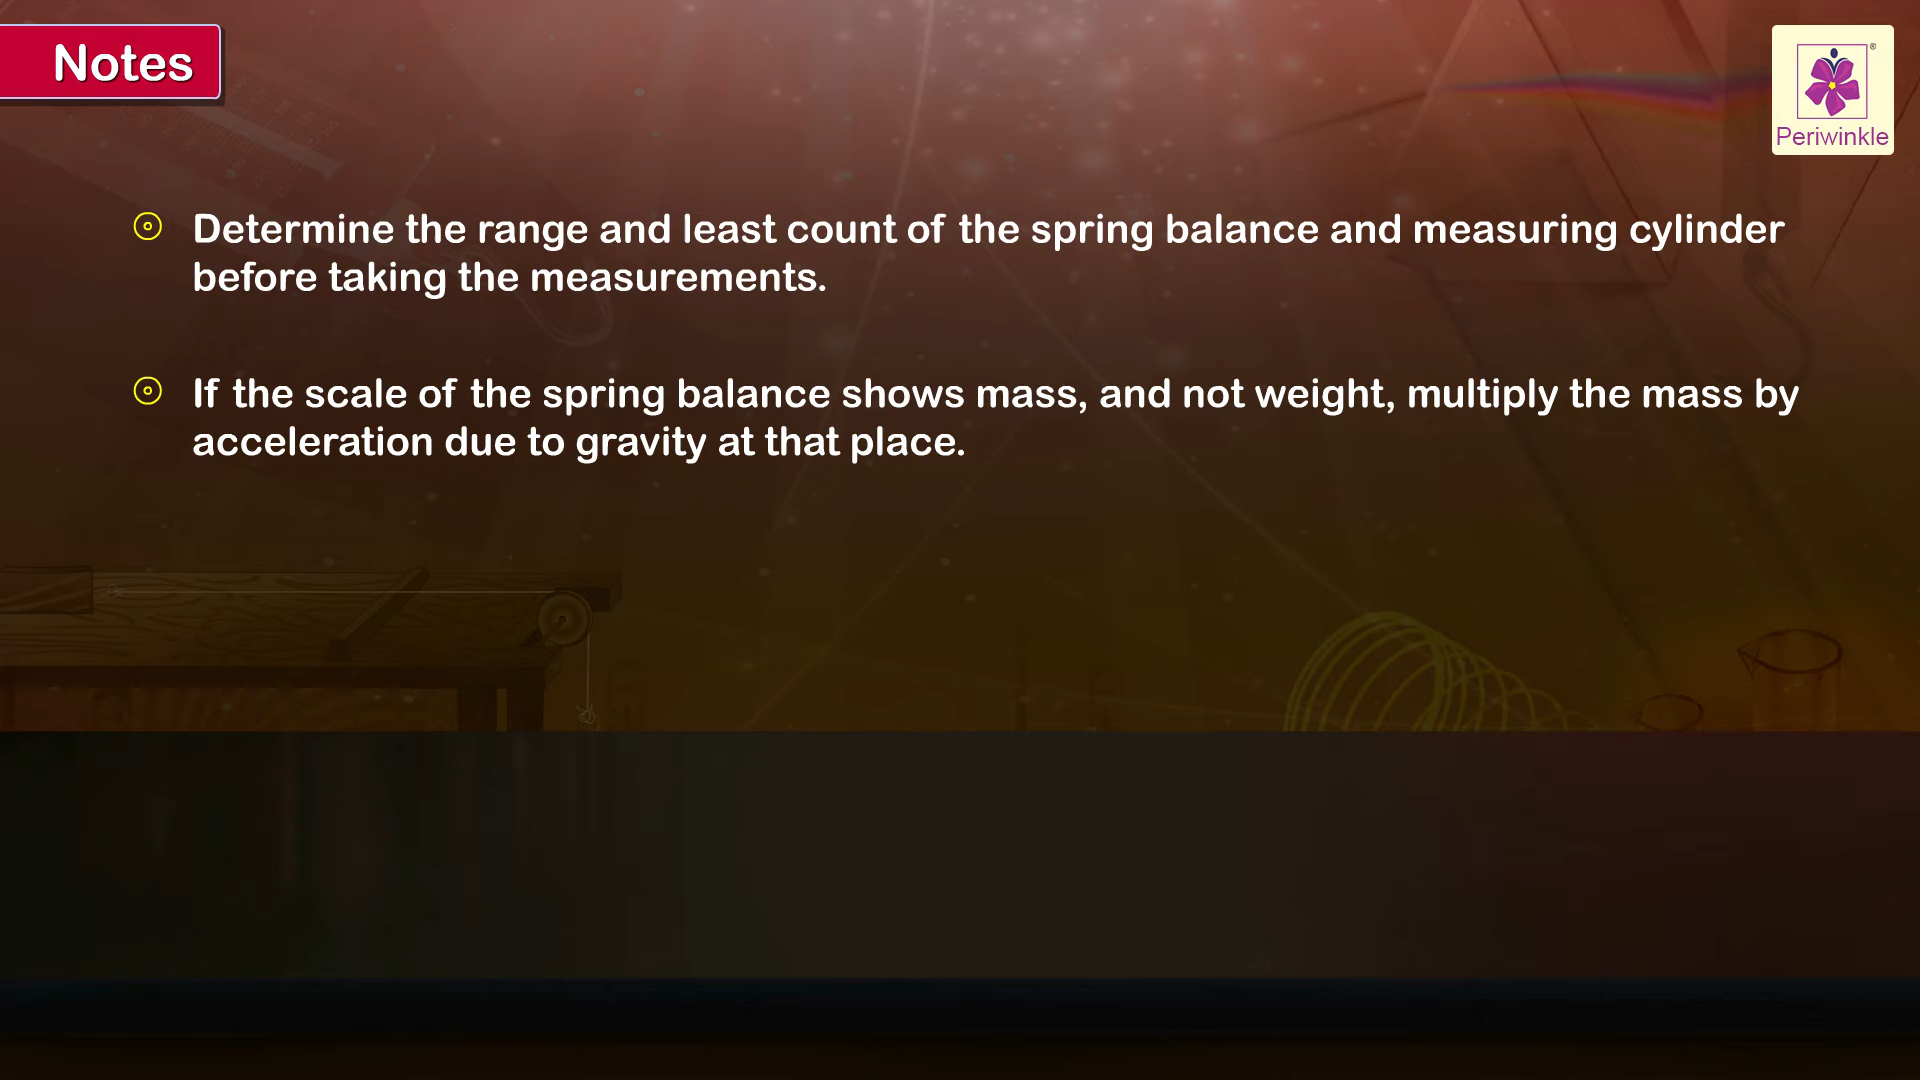 Notes
®
Periwinkle
Determine the range and least count of the spring balance and measuring cylinder
before taking the measurements.
If the scale of the spring balance shows mass, and not weight, multiply the mass by
acceleration due to gravity at that place.